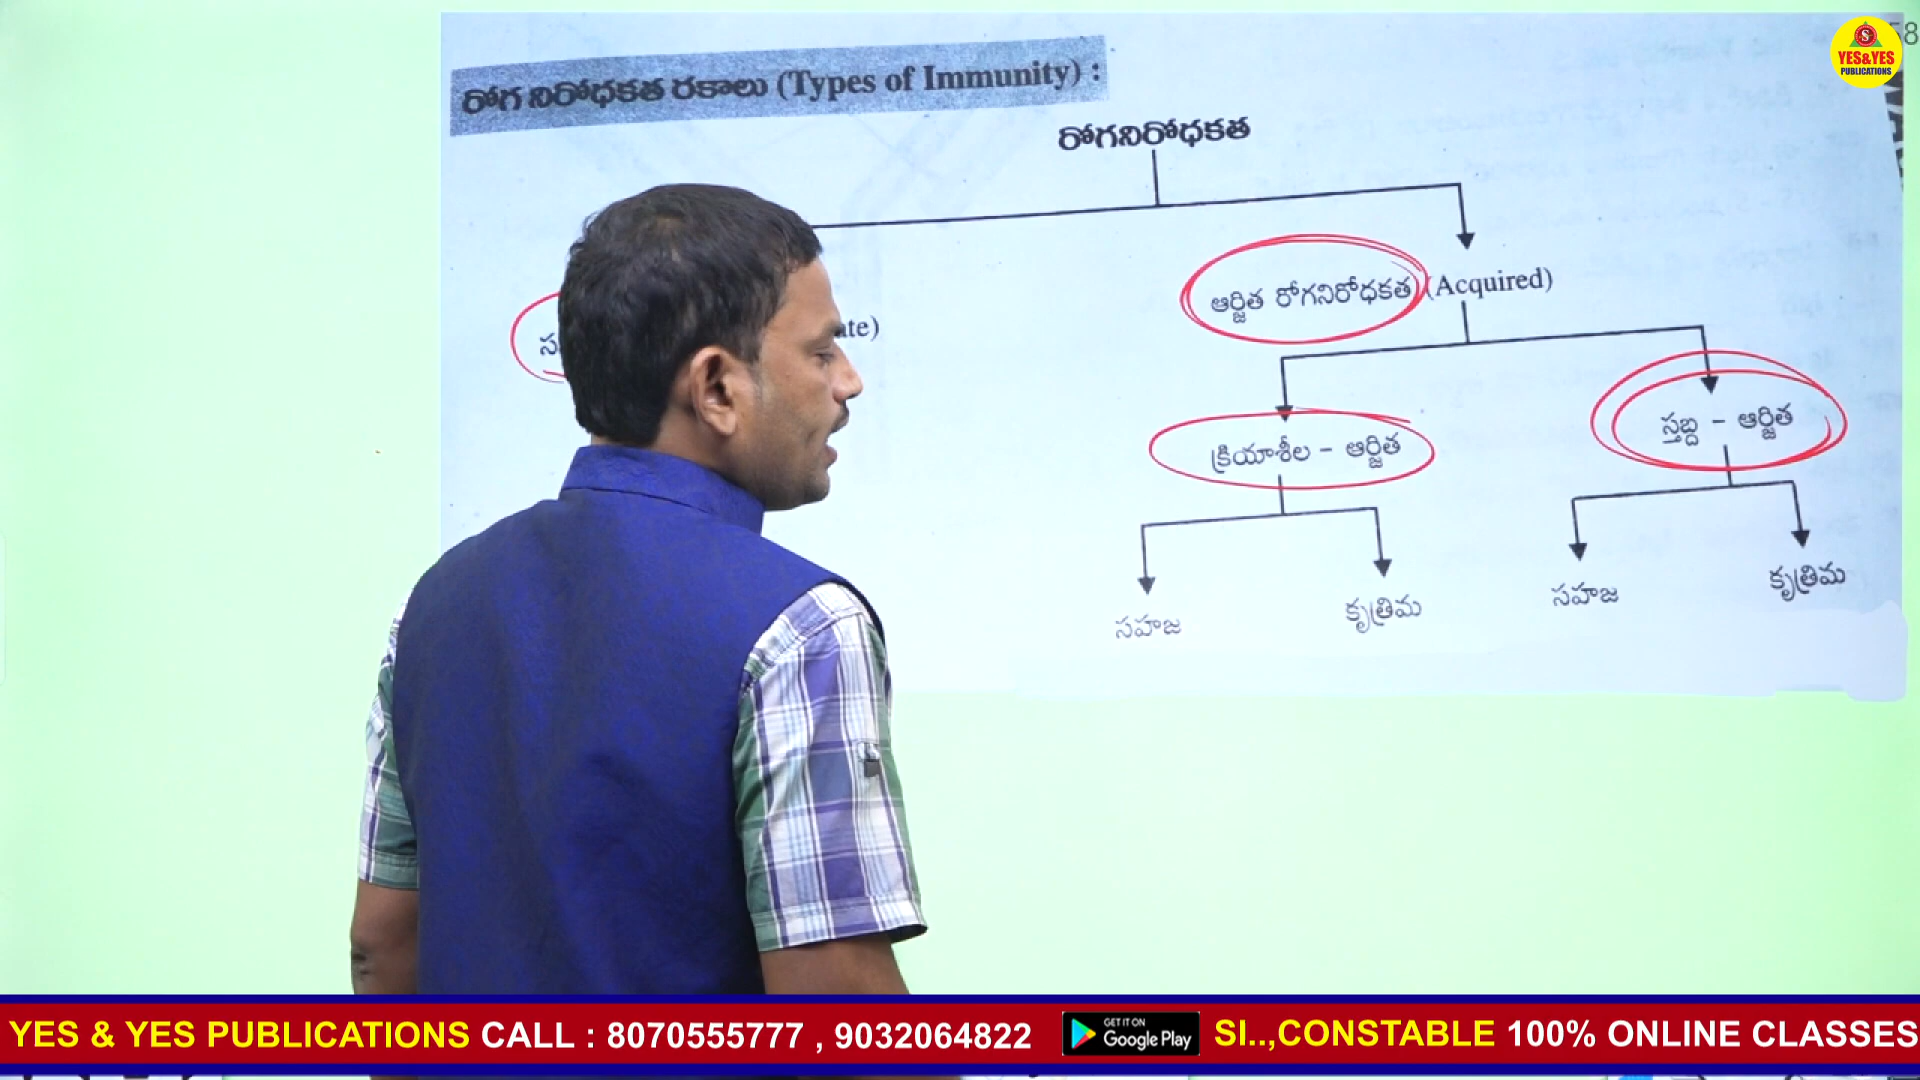 రోగ నిరోధకత రకాలు (Types of Immunity) :
58
YES&YES
PUBLICATIONS
రోగనిరోధకత
ఆర్జిత రోగనిరోధకత (Acquired)
క్రియాశీల – ఆర్జిత
స్తబ్ద – ఆర్జిత
సహజ
కృత్రిమ
సహజ
కృత్రిమ
YES & YES PUBLICATIONS CALL : 8070555777 , 9032064822
GET IT ON
Google Play
SI..,CONSTABLE 100% ONLINE CLASSES